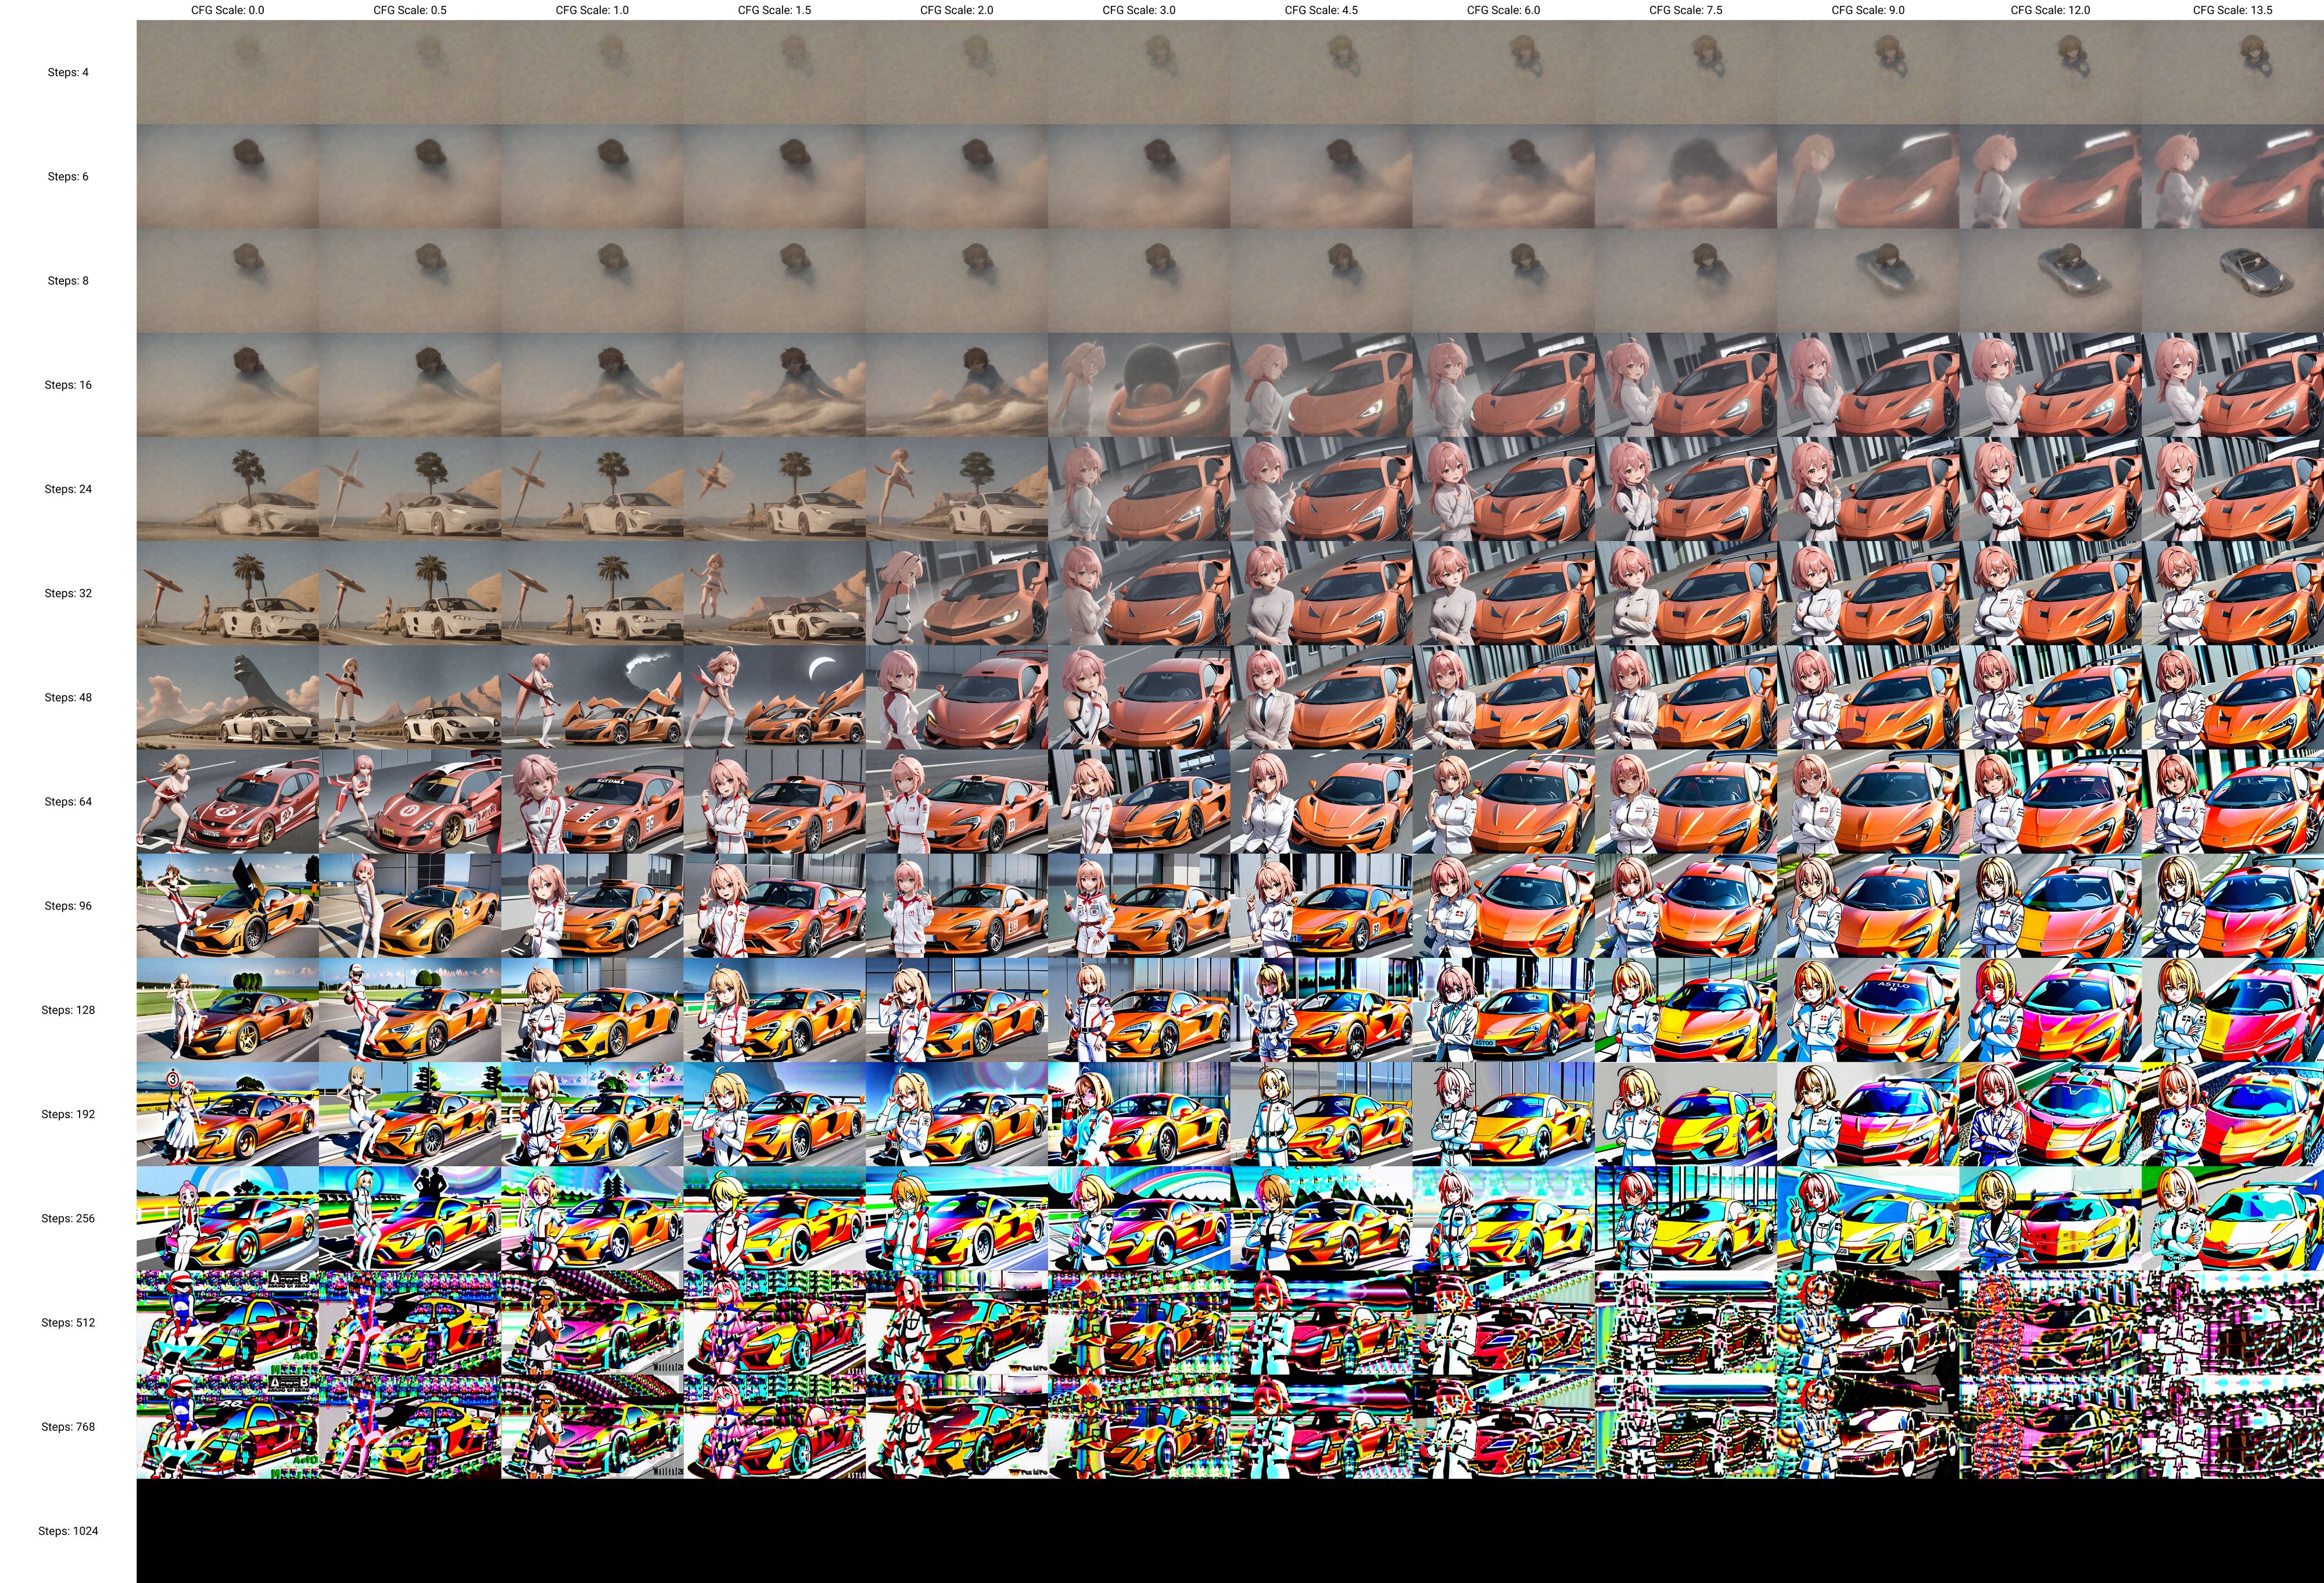 CFG Scale: 0.0 CFG Scale: 0.5 CFG Scale: 1.0 CFG Scale: 1.5 CFG Scale: 2.0 CFG Scale: 3.0 CFG Scale: 4.5 CFG Scale: 6.0 CFG Scale: 7.5 CFG Scale: 9.0 CFG Scale: 12.0 CFG Scale: 13.5
Steps: 4
Steps: 6
Steps: 8
Steps: 16
Steps: 24
Steps: 32
Steps: 48
Steps: 64
Steps: 96
Steps: 128
ASTLO
Steps: 192
3
Steps: 256
Steps: 512
Steps: 768
Steps: 1024